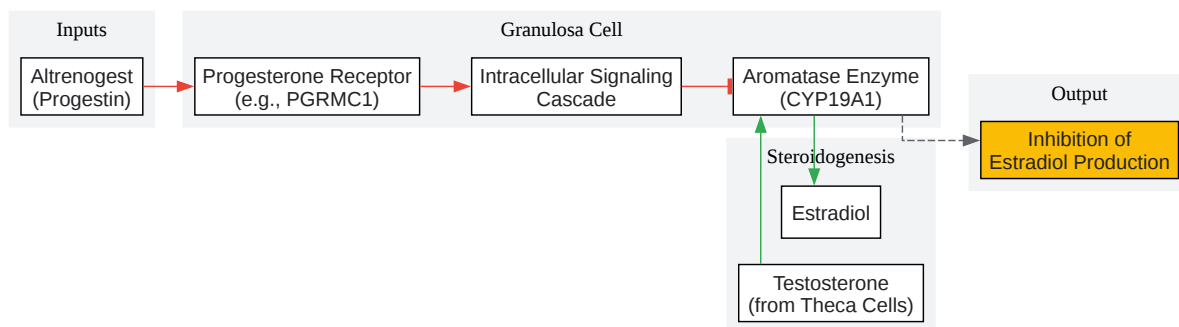 Inputs
Altrenogest
(Progestin)
Granulosa Cell
Progesterone Receptor
(e.g., PGRMC1)
Intracellular Signaling
Cascade
Aromatase Enzyme
(CYP19A1)
Steroidogenesis
Estradiol
Testosterone
(from Theca Cells)
Output
Inhibition of
Estradiol Production